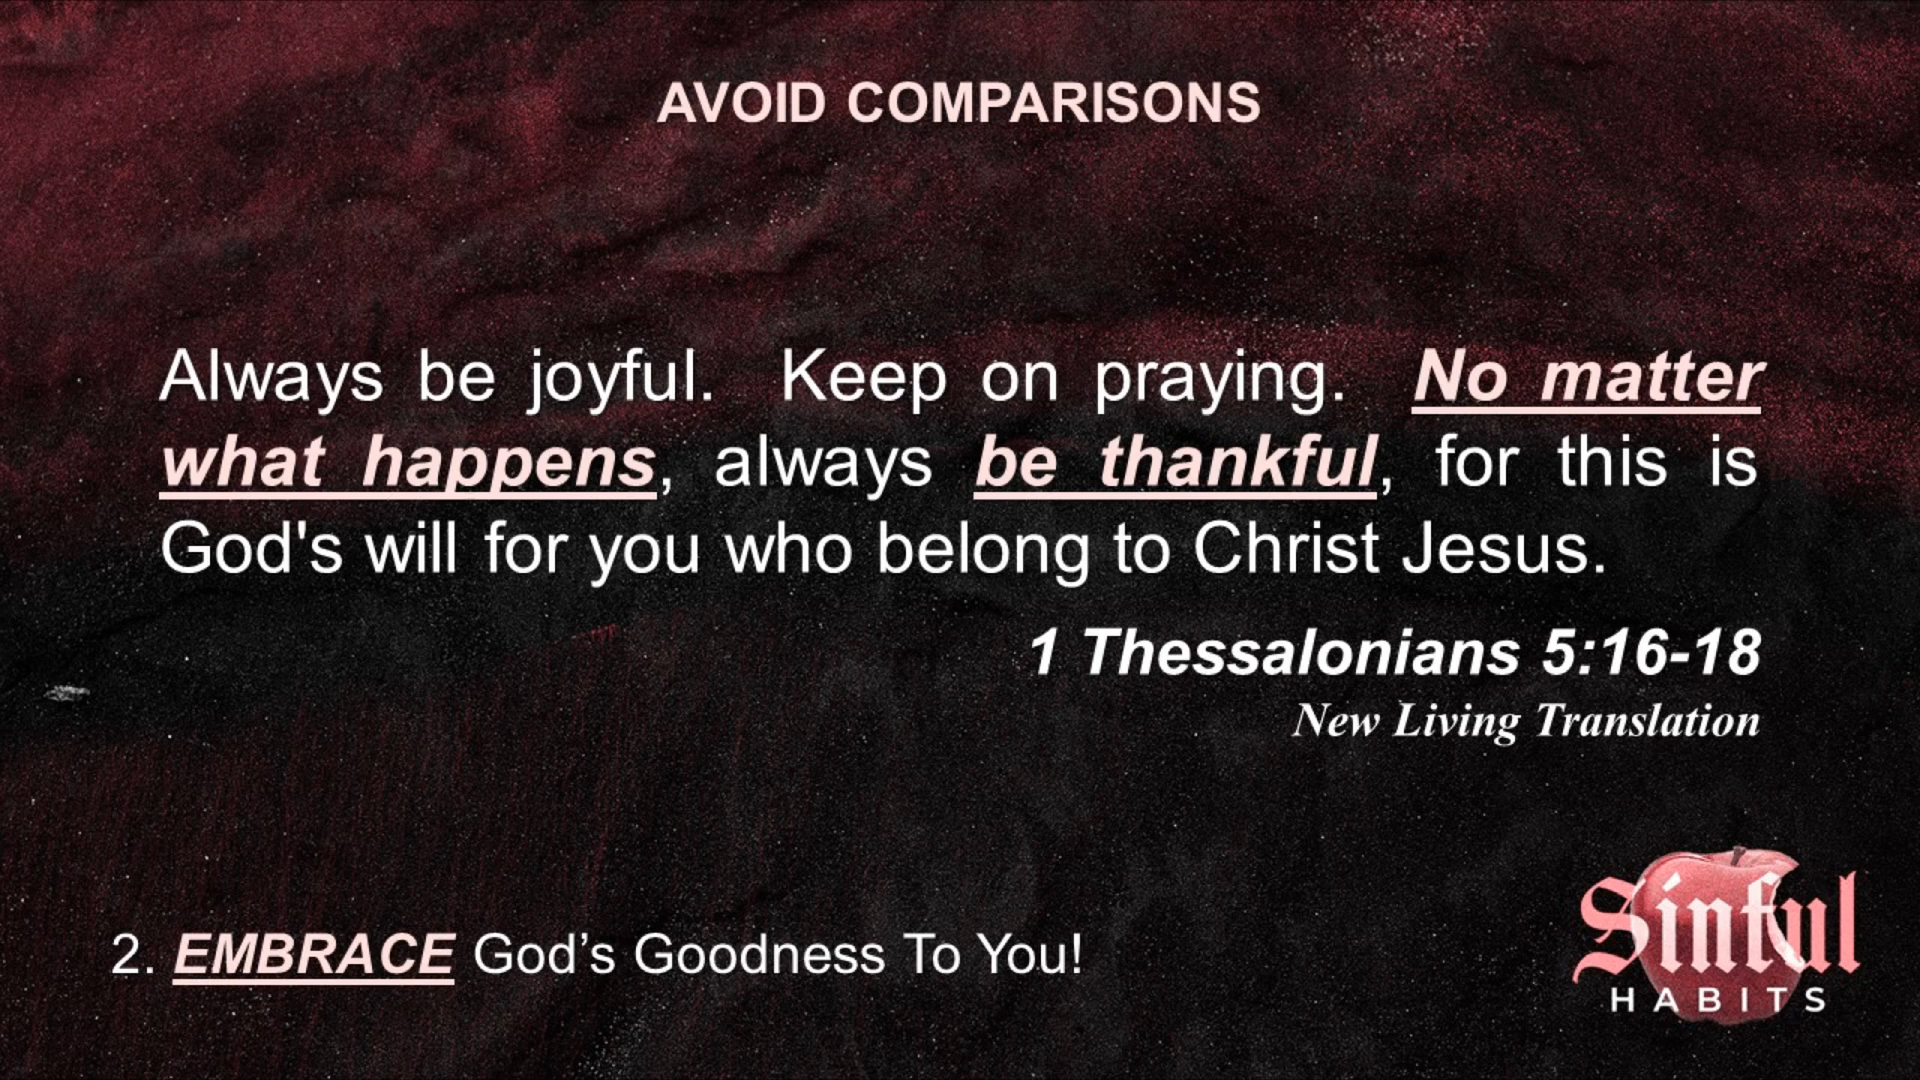 AVOID COMPARISONS
Always be joyful.  Keep on praying.  No matter
what happens, always be thankful, for this is
God's will for you who belong to Christ Jesus.
1 Thessalonians 5:16-18
New Living Translation
2. EMBRACE God’s Goodness To You!
Sinful
HABITS